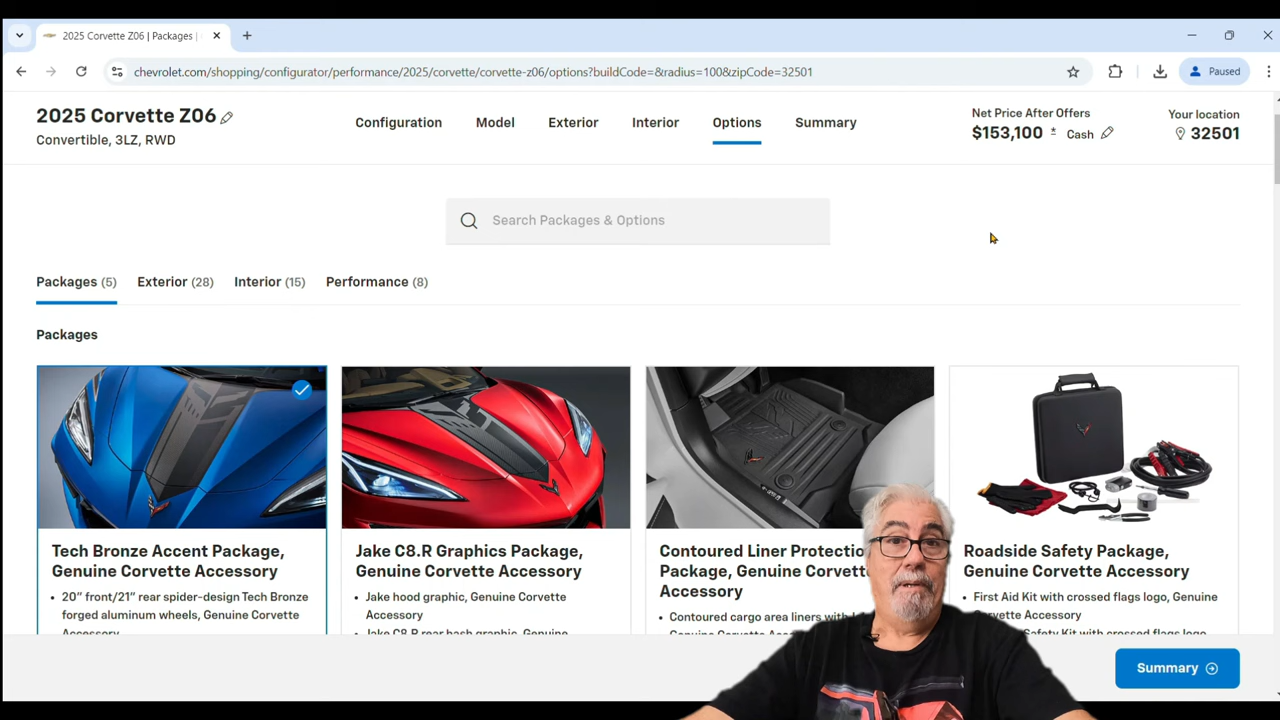 2025 Corvette Z06 | Packages |
chevrolet.com/shopping/configurator/performance/2025/corvette/corvette-z06/options?buildCode=&radius=100&zipCode=32501
Paused
2025 Corvette Z06
Convertible, 3LZ, RWD
Configuration
Model
Exterior
Interior
Options
Summary
Net Price After Offers
$153,100 ± Cash
Your location
32501
Search Packages & Options
Packages (5)
Exterior (28)
Interior (15)
Performance (8)
Packages
Tech Bronze Accent Package,
Genuine Corvette Accessory
• 20" front/21" rear spider-design Tech Bronze
forged aluminum wheels, Genuine Corvette
Accessory
Jake C8.R Graphics Package,
Genuine Corvette Accessory
• Jake hood graphic, Genuine Corvette
Accessory
• Jake C8.R rear hash graphic, Genuine
Contoured Liner Protectio
Package, Genuine Corvett
Accessory
• Contoured cargo area liners with
Genuine Corvette
Roadside Safety Package,
Genuine Corvette Accessory
First Aid Kit with crossed flags logo, Genuine
Corvette Accessory
Safety Kit with crossed flags logo
Summary